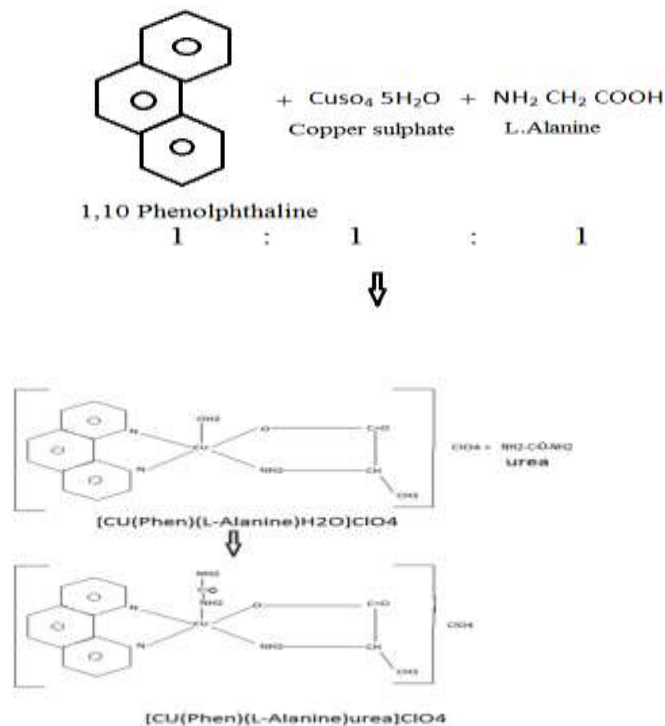 + Cuso₄ 5H₂O + NH₂ CH₂ COOH
Copper sulphate L.Alanine
1,10 Phenolphthaline
1 : 1 : 1
OH2
N Cu O C=O
N NH2 CH
CH3
ClO4 + NH2-C-O-NH2
urea
[CU(Phen)(L-Alanine)H2O]ClO4
NH2
C=O
NH2
N Cu O C=O
N NH2 CH
CH3
ClO4
[CU(Phen)(L-Alanine)urea]ClO4